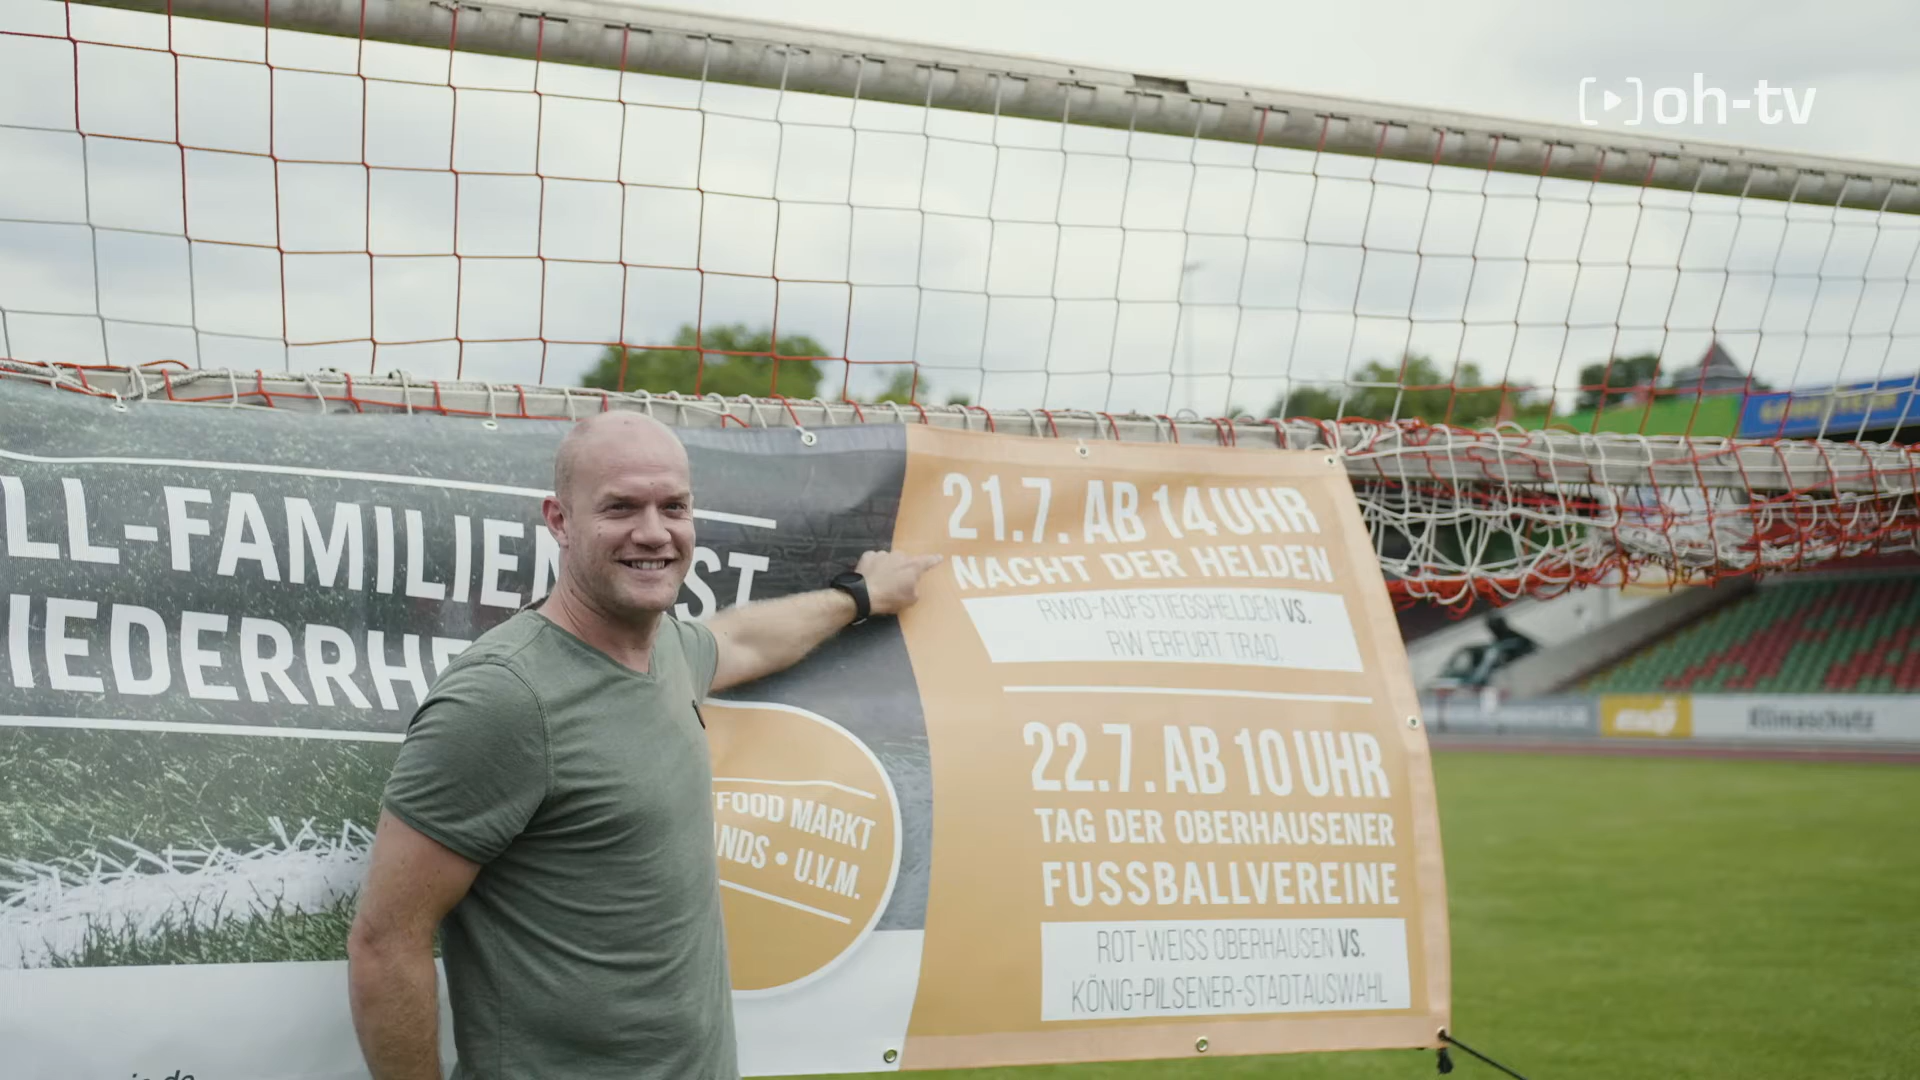 oh-tv
LL-FAMILIEN ST
IEDERRHE
FOOD MARKT
NDS • U.V.M.
21.7. AB 14 UHR
NACHT DER HELDEN
RWO-AUFSTIEGSHELDEN VS.
RW ERFURT TRAD.
22.7. AB 10 UHR
TAG DER OBERHAUSENER
FUSSBALLVEREINE
ROT-WEISS OBERHAUSEN VS.
KÖNIG-PILSENER-STADTAUSWAHL
Klimaschutz